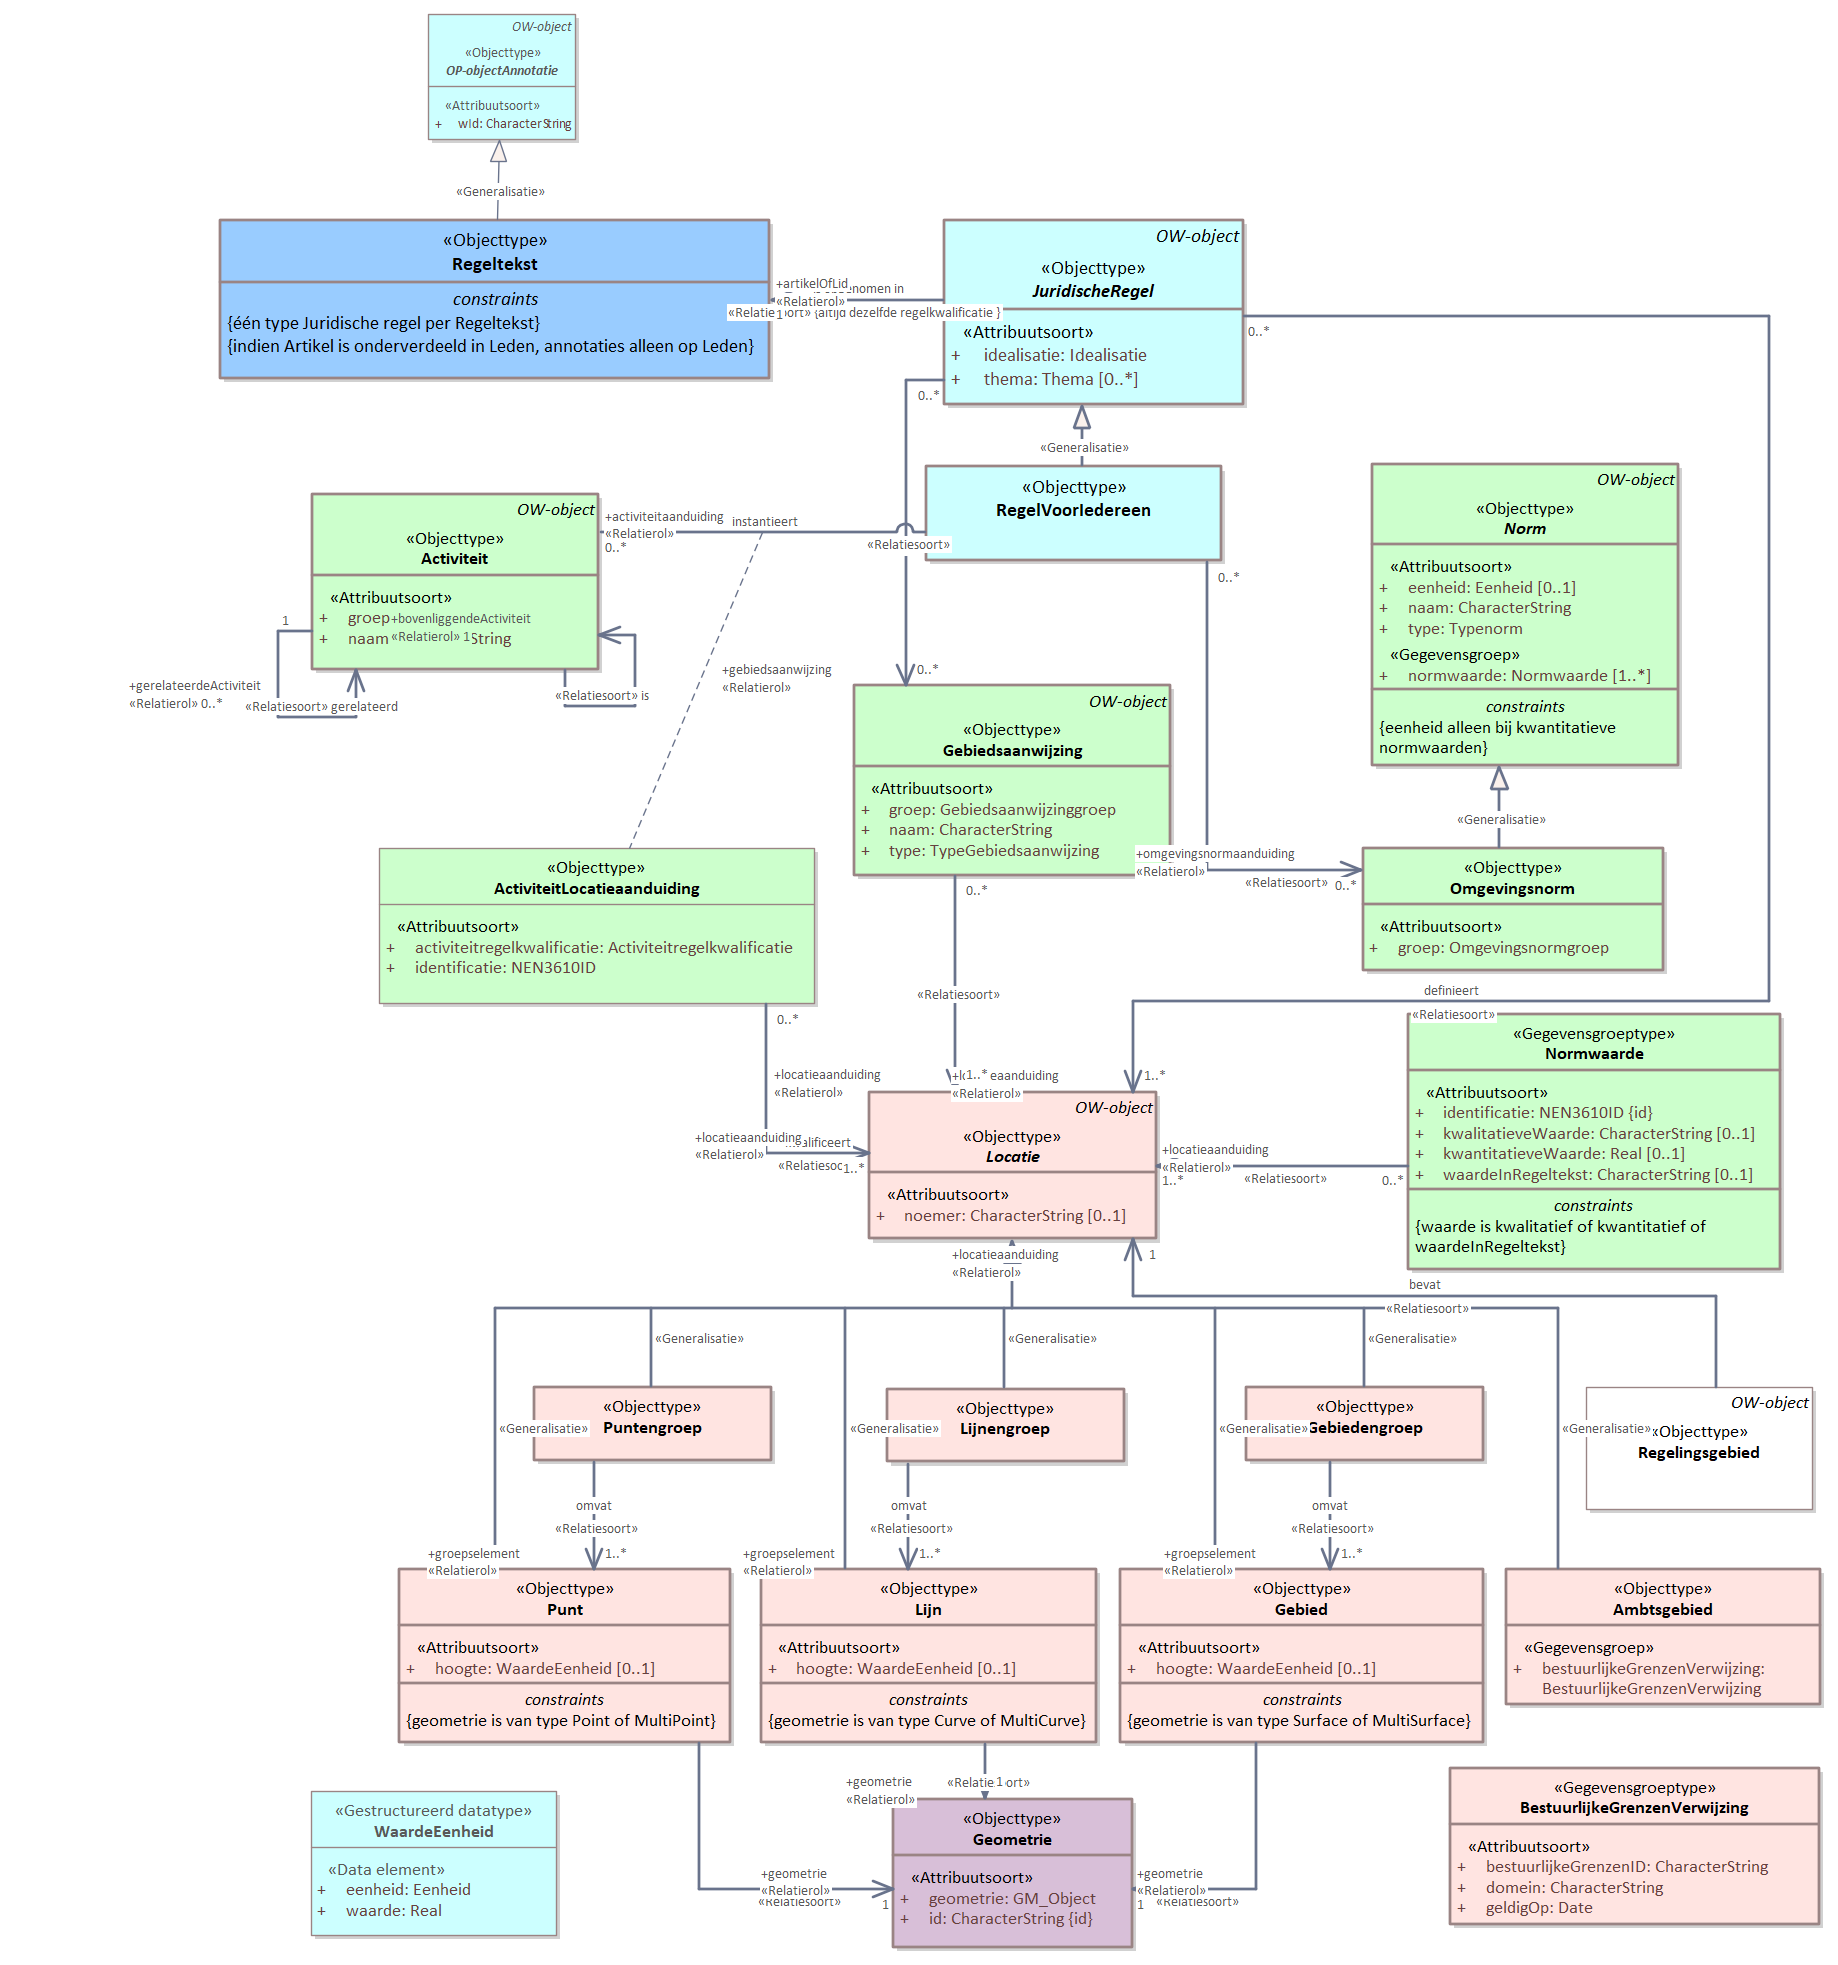 OW-object
«Objecttype»
OP-objectAnnotatie
«Attribuutsoort»
+ wId: CharacterString
«Generalisatie»
«Objecttype»
Regeltekst
constraints
{één type Juridische regel per Regeltekst}
{indien Artikel is onderverdeeld in Leden, annotaties alleen op Leden}
+artikelOfLid
nomen in
«Relatierol»
1
{altijd dezelfde regelkwalificatie }
OW-object
«Objecttype»
JuridischeRegel
«Attribuutsoort»
+ idealisatie: Idealisatie
+ thema: Thema [0..*]
0..*
0..*
«Generalisatie»
«Objecttype»
RegelVoorIedereen
+activiteitaanduiding
«Relatierol»
0..*
instantieert
«Relatiesoort»
0..*
OW-object
«Objecttype»
Norm
«Attribuutsoort»
+ eenheid: Eenheid [0..1]
+ naam: CharacterString
+ type: Typenorm
«Gegevensgroep»
+ normwaarde: Normwaarde [1..*]
constraints
{eenheid alleen bij kwantitatieve
normwaarden}
OW-object
«Objecttype»
Activiteit
«Attribuutsoort»
+ groep
+ naam
String
+bovenliggendeActiviteit
«Relatierol» 1
1
+gerelateerdeActiviteit
«Relatierol» 0..*
«Relatiesoort» gerelateerd
«Relatiesoort» is
+gebiedsaanwijzing
«Relatierol»
0..*
OW-object
«Objecttype»
Gebiedsaanwijzing
«Attribuutsoort»
+ groep: Gebiedsaanwijzinggroep
+ naam: CharacterString
+ type: TypeGebiedsaanwijzing
0..*
«Generalisatie»
+omgevingsnormaanduiding
«Relatierol»
«Relatiesoort» 0..*
«Objecttype»
Omgevingsnorm
«Attribuutsoort»
+ groep: Omgevingsnormgroep
«Objecttype»
ActiviteitLocatieaanduiding
«Attribuutsoort»
+ activiteitregelkwalificatie: Activiteitregelkwalificatie
+ identificatie: NEN3610ID
0..*
«Relatiesoort»
definieert
«Relatiesoort»
1..*
«Gegevensgroeptype»
Normwaarde
«Attribuutsoort»
+ identificatie: NEN3610ID {id}
+ kwalitatieveWaarde: CharacterString [0..1]
+ kwantitatieveWaarde: Real [0..1]
+ waardeInRegeltekst: CharacterString [0..1]
constraints
{waarde is kwalitatief of kwantitatief of
waardeInRegeltekst}
+locatieaanduiding
«Relatierol»
1..*
eaanduiding
«Relatierol»
+locatieaanduiding
«Relatierol»
1..*
OW-object
«Objecttype»
Locatie
«Attribuutsoort»
+ noemer: CharacterString [0..1]
+locatieaanduiding
«Relatierol»
1..*
«Relatiesoort»
0..*
+locatieaanduiding
«Relatierol»
1
bevat
«Relatiesoort»
«Generalisatie»
«Generalisatie»
«Generalisatie»
«Objecttype»
Puntengroep
«Generalisatie»
«Objecttype»
Lijnengroep
«Generalisatie»
«Objecttype»
Gebiedengroep
«Generalisatie»
«Generalisatie»
OW-object
«Objecttype»
Regelingsgebied
omvat
«Relatiesoort»
1..*
omvat
«Relatiesoort»
1..*
omvat
«Relatiesoort»
1..*
+groepselement
«Relatierol»
+groepselement
«Relatierol»
+groepselement
«Relatierol»
«Objecttype»
Punt
«Attribuutsoort»
+ hoogte: WaardeEenheid [0..1]
constraints
{geometrie is van type Point of MultiPoint}
«Objecttype»
Lijn
«Attribuutsoort»
+ hoogte: WaardeEenheid [0..1]
constraints
{geometrie is van type Curve of MultiCurve}
«Objecttype»
Gebied
«Attribuutsoort»
+ hoogte: WaardeEenheid [0..1]
constraints
{geometrie is van type Surface of MultiSurface}
«Objecttype»
Ambtsgebied
«Gegevensgroep»
+ bestuurlijkeGrenzenVerwijzing:
BestuurlijkeGrenzenVerwijzing
+geometrie
«Relatierol»
1
+geometrie
«Relatierol»
«Relatiesoort»
1
+geometrie
«Relatierol»
1
«Relatiesoort»
«Objecttype»
Geometrie
«Attribuutsoort»
+ geometrie: GM_Object
+ id: CharacterString {id}
«Gestructureerd datatype»
WaardeEenheid
«Data element»
+ eenheid: Eenheid
+ waarde: Real
«Gegevensgroeptype»
BestuurlijkeGrenzenVerwijzing
«Attribuutsoort»
+ bestuurlijkeGrenzenID: CharacterString
+ domein: CharacterString
+ geldigOp: Date